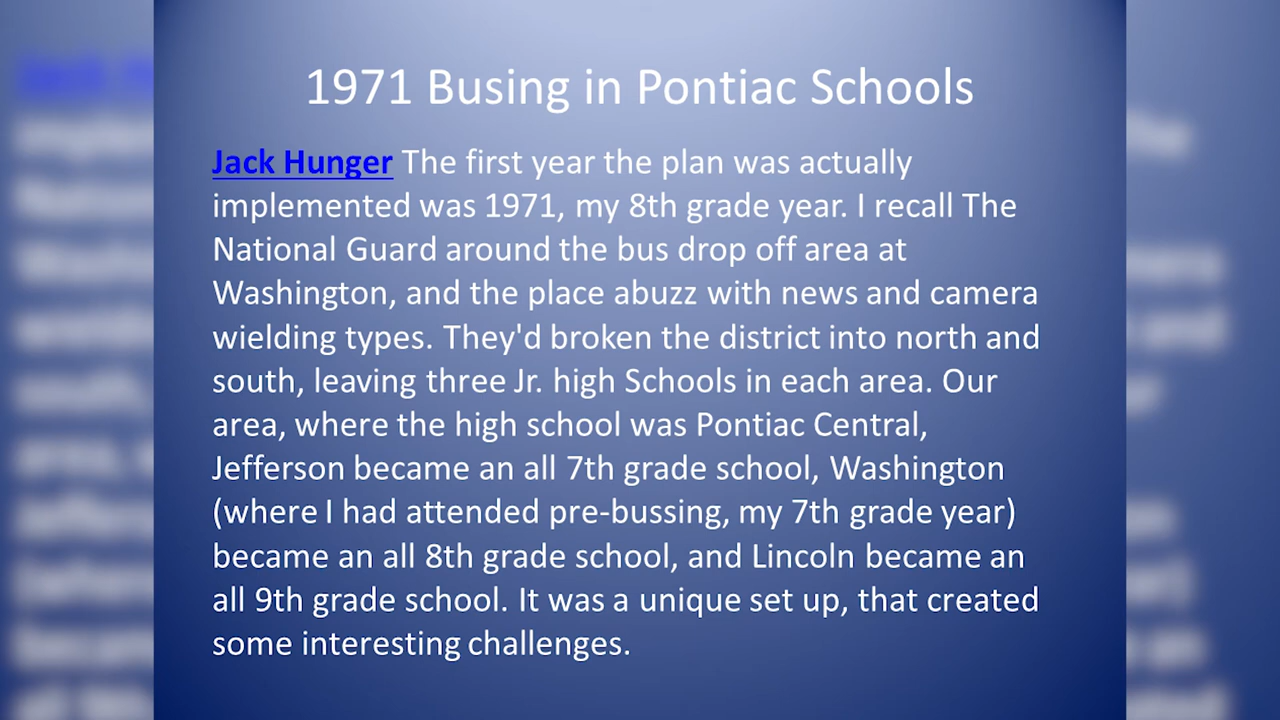 1971 Busing in Pontiac Schools
Jack Hunger The first year the plan was actually
implemented was 1971, my 8th grade year. I recall The
National Guard around the bus drop off area at
Washington, and the place abuzz with news and camera
wielding types. They'd broken the district into north and
south, leaving three Jr. high Schools in each area. Our
area, where the high school was Pontiac Central,
Jefferson became an all 7th grade school, Washington
(where I had attended pre-bussing, my 7th grade year)
became an all 8th grade school, and Lincoln became an
all 9th grade school. It was a unique set up, that created
some interesting challenges.